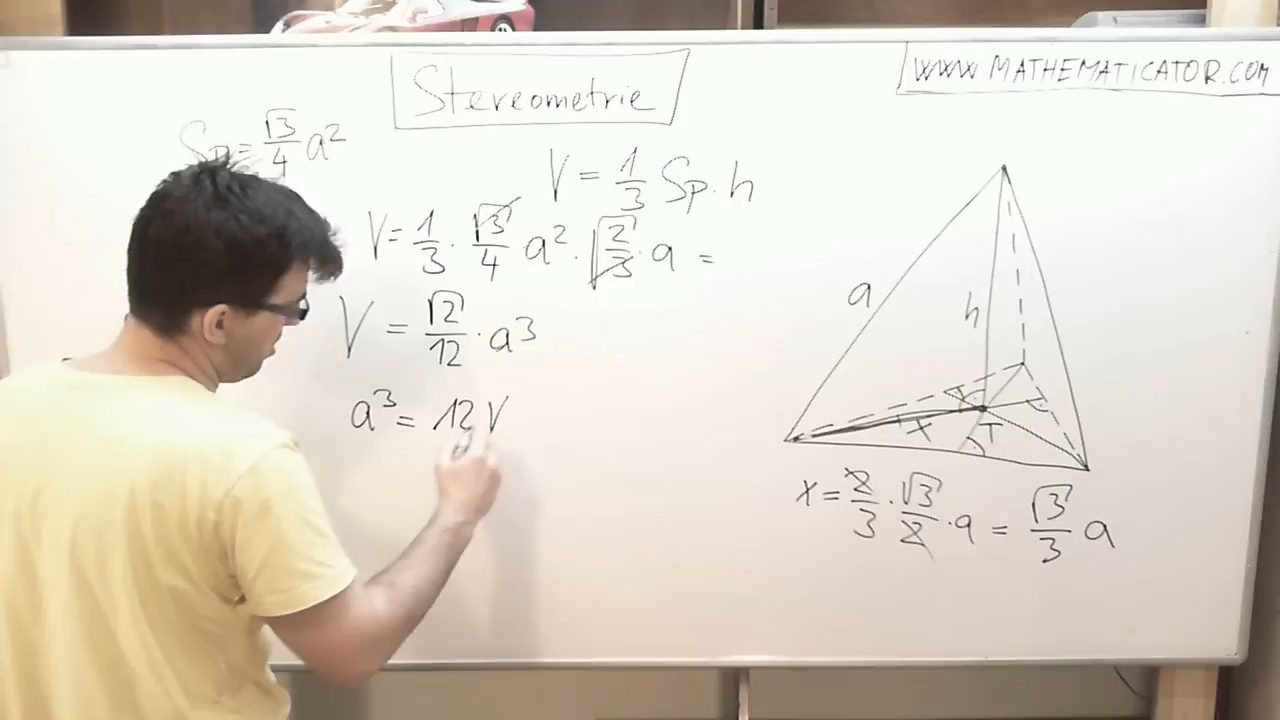 Stereometrie
WWW.MATHEMATICATOR.COM
Sp = √3/4 a²
V = 1/3 Sp · h
V = 1/3 · √3/4 a² · √(2/3) · a =
V = √2/12 · a³
a³ = 12V
a
h
x
T
x = 2/3 · √3/2 · a = √3/3 a